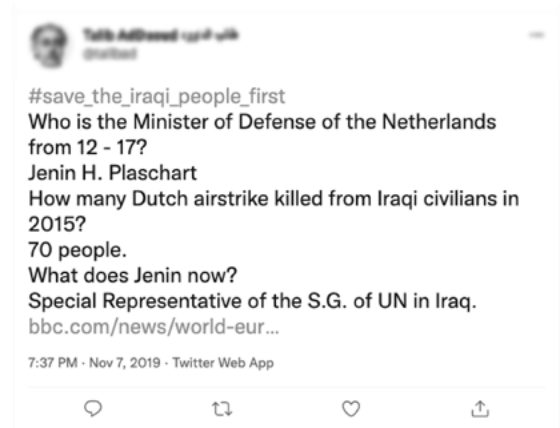 #save_the_iraqi_people_first
Who is the Minister of Defense of the Netherlands
from 12 - 17?
Jenin H. Plaschart
How many Dutch airstrike killed from Iraqi civilians in
2015?
70 people.
What does Jenin now?
Special Representative of the S.G. of UN in Iraq.
bbc.com/news/world-eur...
7:37 PM · Nov 7, 2019 · Twitter Web App